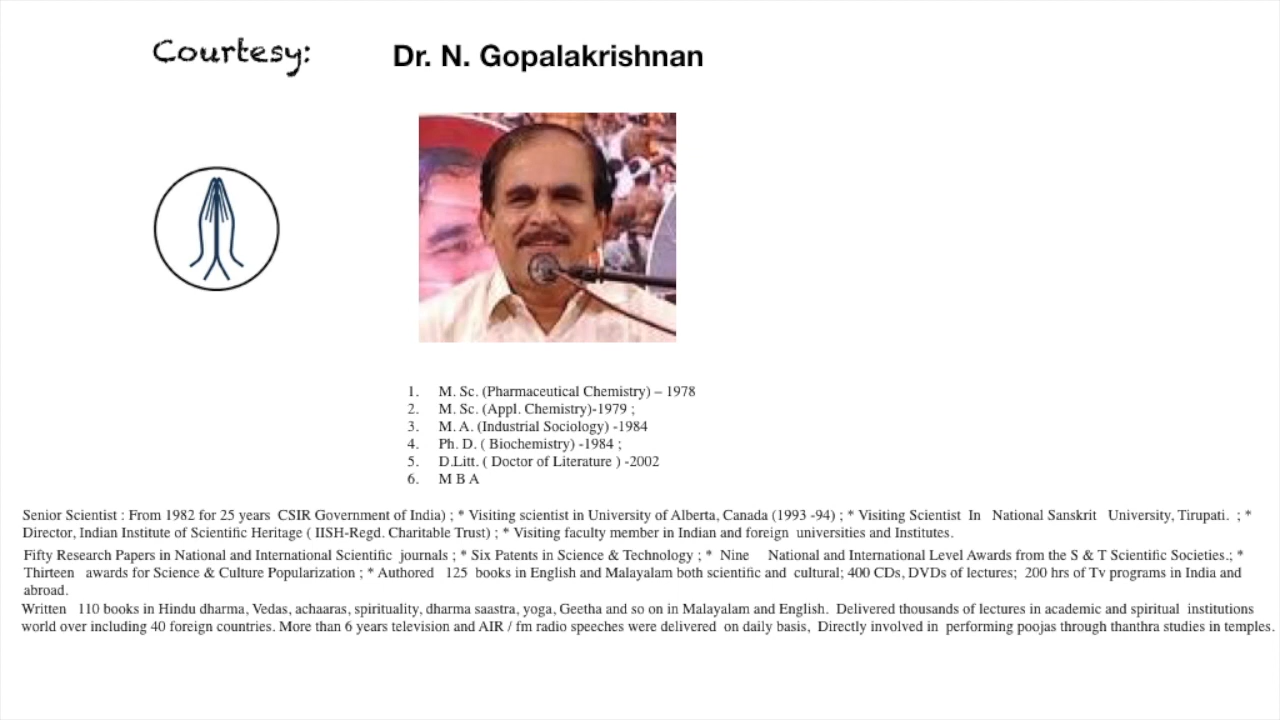 Courtesy:
Dr. N. Gopalakrishnan
1. M. Sc. (Pharmaceutical Chemistry) – 1978
2. M. Sc. (Appl. Chemistry)-1979 ;
3. M. A. (Industrial Sociology) -1984
4. Ph. D. ( Biochemistry) -1984 ;
5. D.Litt. ( Doctor of Literature ) -2002
6. M B A
Senior Scientist : From 1982 for 25 years CSIR Government of India) ; * Visiting scientist in University of Alberta, Canada (1993 -94) ; * Visiting Scientist In National Sanskrit University, Tirupati. ; *
Director, Indian Institute of Scientific Heritage ( IISH-Regd. Charitable Trust) ; * Visiting faculty member in Indian and foreign universities and Institutes.
Fifty Research Papers in National and International Scientific journals ; * Six Patents in Science & Technology ; * Nine National and International Level Awards from the S & T Scientific Societies.; *
Thirteen awards for Science & Culture Popularization ; * Authored 125 books in English and Malayalam both scientific and cultural; 400 CDs, DVDs of lectures; 200 hrs of Tv programs in India and
abroad.
Written 110 books in Hindu dharma, Vedas, achaaras, spirituality, dharma saastra, yoga, Geetha and so on in Malayalam and English. Delivered thousands of lectures in academic and spiritual institutions
world over including 40 foreign countries. More than 6 years television and AIR / fm radio speeches were delivered on daily basis, Directly involved in performing poojas through thanthra studies in temples.